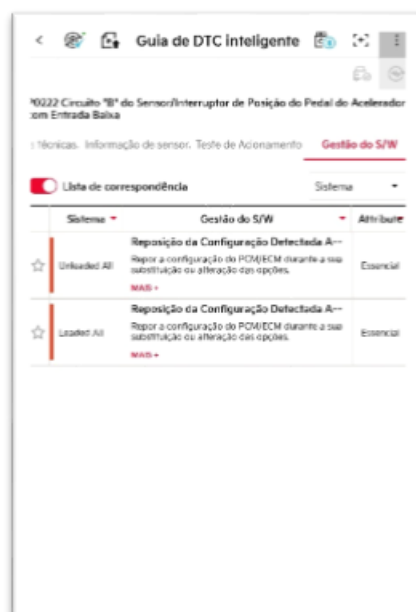 Guia de DTC inteligente
P0222 Circuito "B" do Sensor/Interruptor de Posição do Pedal do Acelerador
com Entrada Baixa
Técnicas. Informação de sensor. Teste de Acionamento Gestão do S/W
Lista de correspondência Sistema
Sistema Gestão do S/W Attribute
Reposição da Configuração Detectada A--
Unleaded All Repor a configuração do PCM/ECM durante a sua Essencial
substituição ou alteração das opções.
MAIS +
Reposição da Configuração Detectada A--
Leaded All Repor a configuração do PCM/ECM durante a sua Essencial
substituição ou alteração das opções.
MAIS +